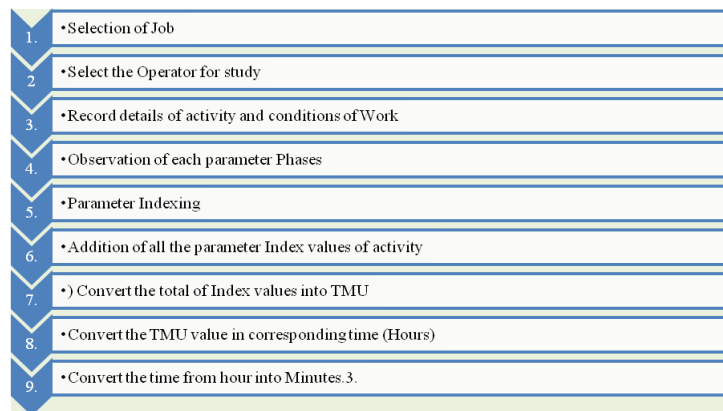 1. •Selection of Job
2 •Select the Operator for study
3. •Record details of activity and conditions of Work
4. •Observation of each parameter Phases
5. •Parameter Indexing
6. •Addition of all the parameter Index values of activity
7. •) Convert the total of Index values into TMU
8. •Convert the TMU value in corresponding time (Hours)
9. •Convert the time from hour into Minutes.3.